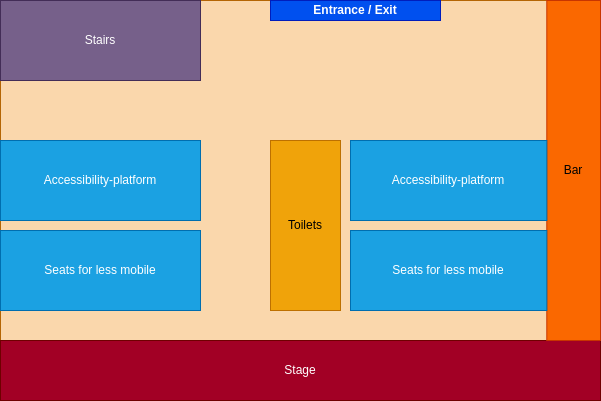 Entrance / Exit
Stairs
Accessibility-platform
Accessibility-platform
Bar
Toilets
Seats for less mobile
Seats for less mobile
Stage